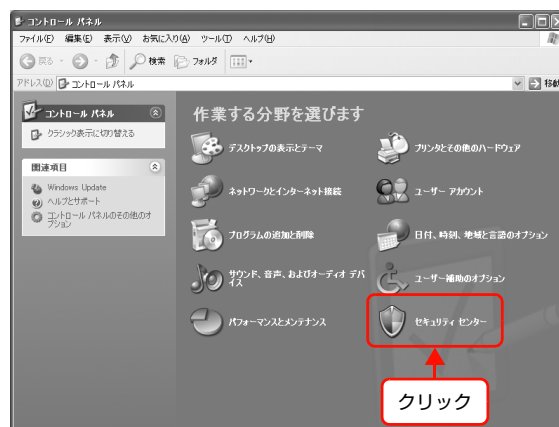 コントロール パネル
ファイル(F) 編集(E) 表示(V) お気に入り(A) ツール(T) ヘルプ(H)
戻る 検索 フォルダ
アドレス(D) コントロール パネル 移動
コントロール パネル
クラシック表示に切り替える
関連項目
Windows Update
ヘルプとサポート
コントロール パネルのその他のオ
プション
作業する分野を選びます
デスクトップの表示とテーマ
プリンタとその他のハードウェア
ネットワークとインターネット接続
ユーザー アカウント
プログラムの追加と削除
日付、時刻、地域と言語のオプション
サウンド、音声、およびオーディオ デバ
イス
ユーザー補助のオプション
パフォーマンスとメンテナンス
セキュリティ センター
クリック